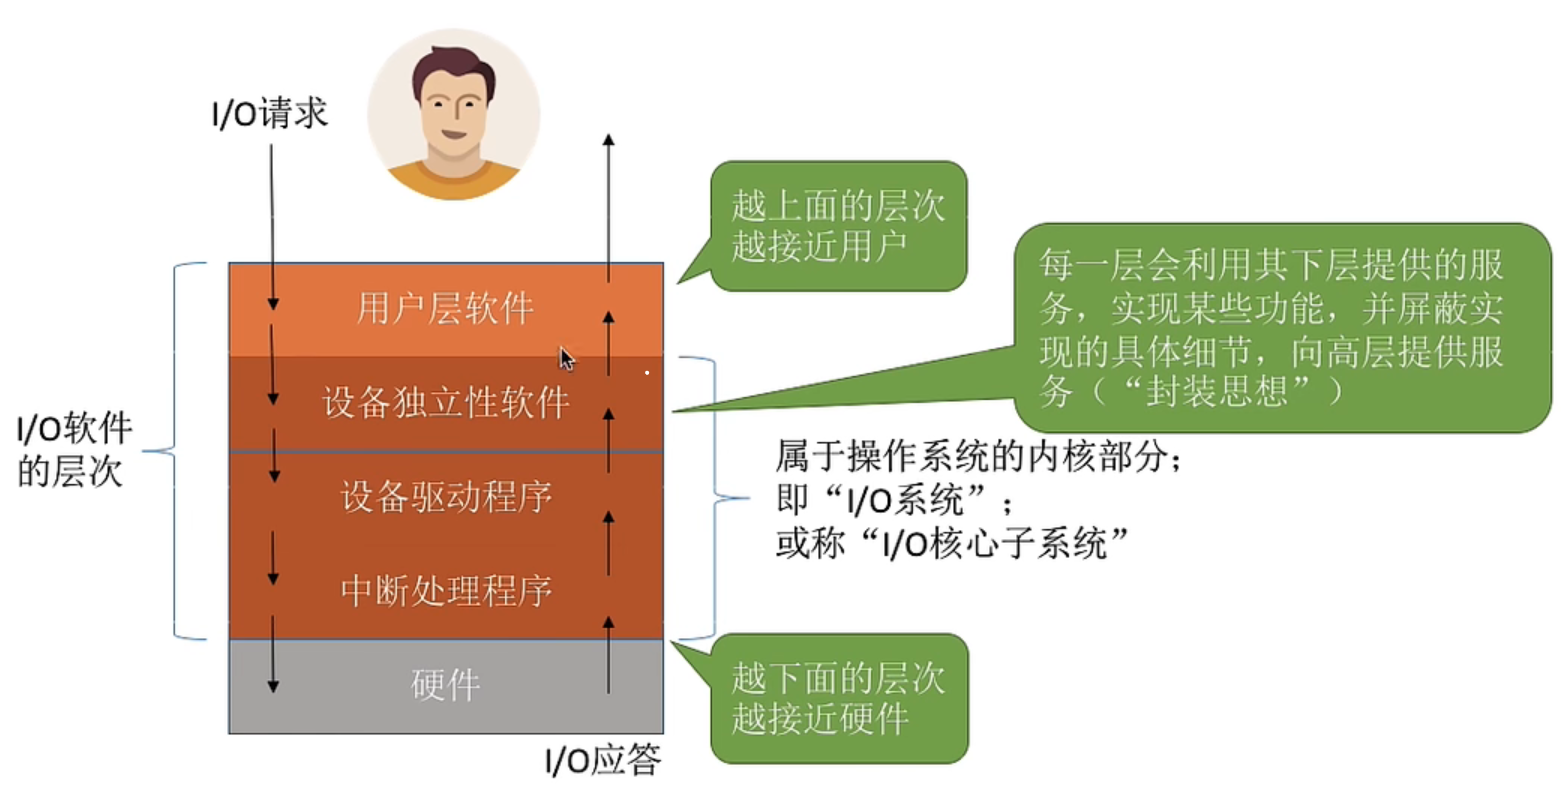 I/O请求
越上面的层次
越接近用户
每一层会利用其下层提供的服
务，实现某些功能，并屏蔽实
现的具体细节，向高层提供服
务（“封装思想”）
用户层软件
设备独立性软件
I/O软件
的层次
属于操作系统的内核部分；
即“I/O系统”；
或称“I/O核心子系统”
设备驱动程序
中断处理程序
硬件
越下面的层次
越接近硬件
I/O应答